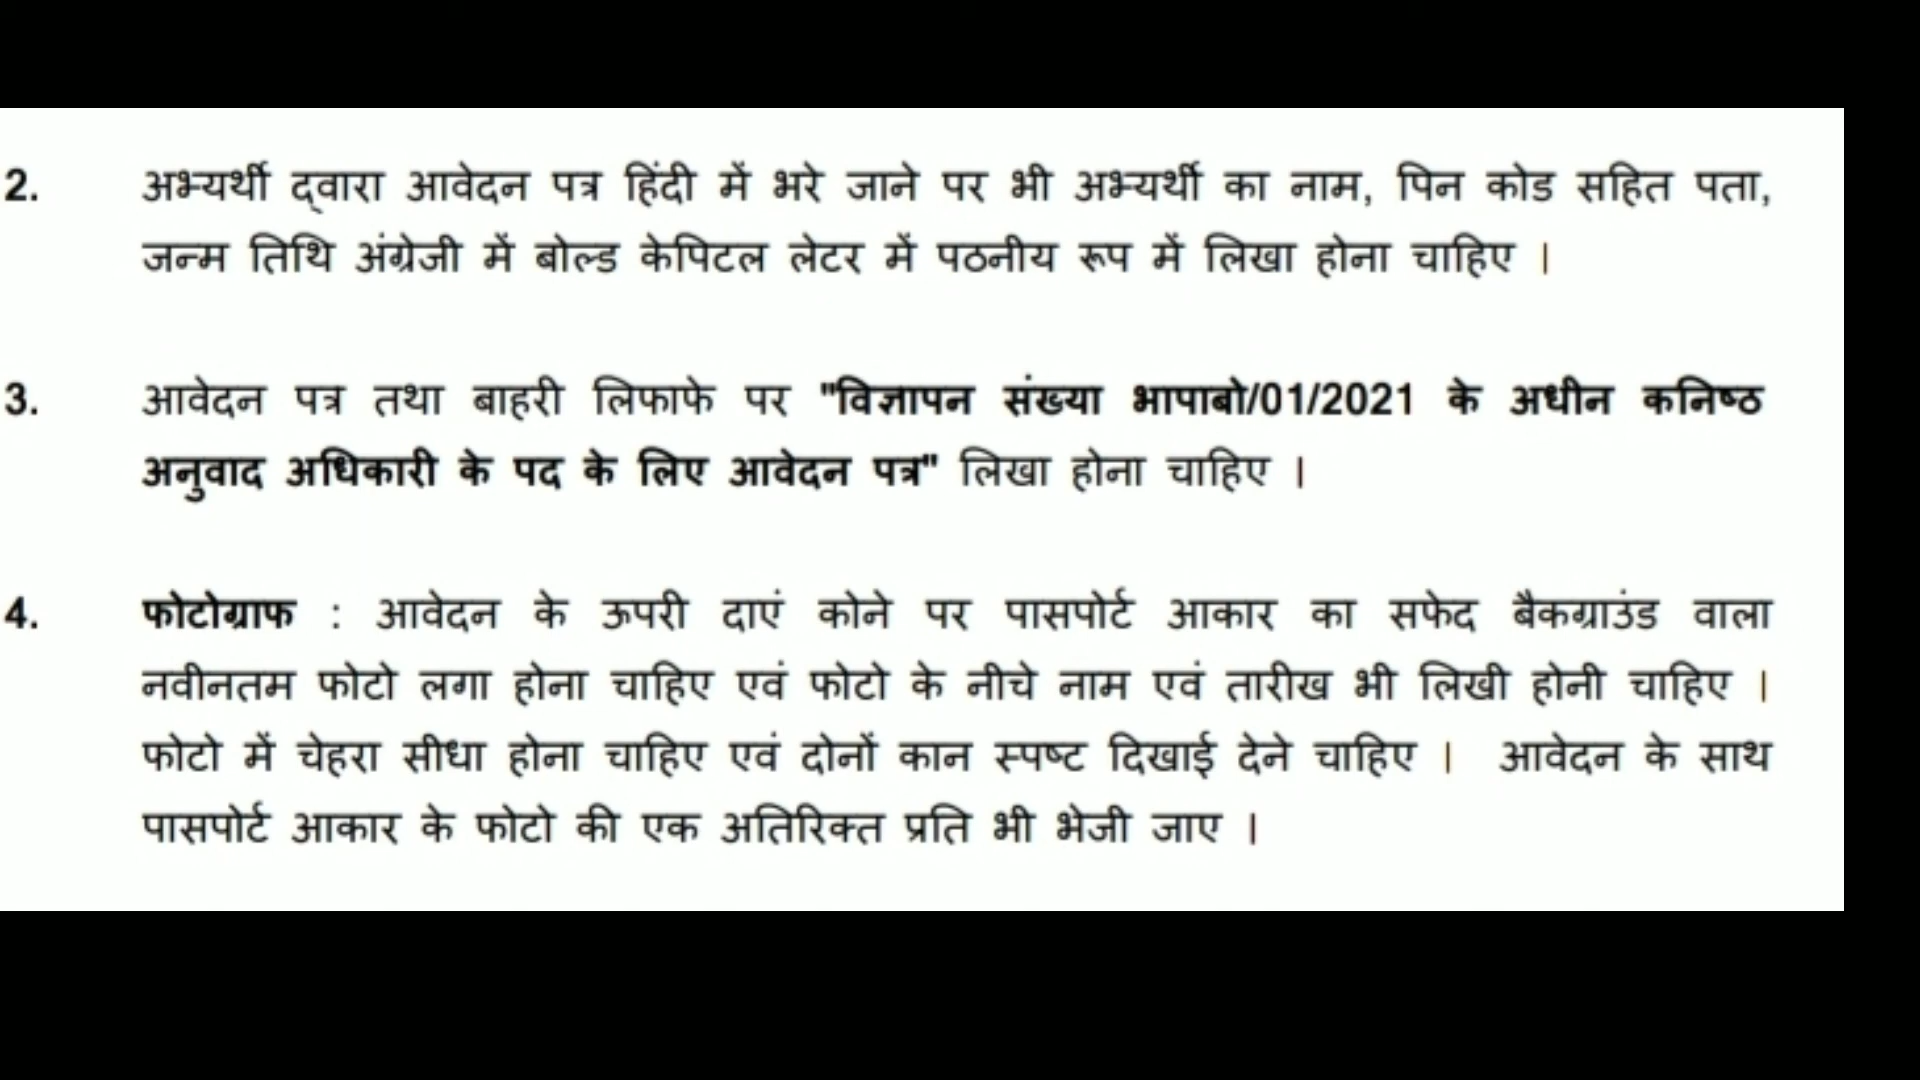 2. अभ्यर्थी द्वारा आवेदन पत्र हिंदी में भरे जाने पर भी अभ्यर्थी का नाम, पिन कोड सहित पता,
जन्म तिथि अंग्रेजी में बोल्ड केपिटल लेटर में पठनीय रूप में लिखा होना चाहिए ।
3. आवेदन पत्र तथा बाहरी लिफाफे पर "विज्ञापन संख्या भापाबो/01/2021 के अधीन कनिष्ठ
अनुवाद अधिकारी के पद के लिए आवेदन पत्र" लिखा होना चाहिए ।
4. फोटोग्राफ : आवेदन के ऊपरी दाएं कोने पर पासपोर्ट आकार का सफेद बैकग्राउंड वाला
नवीनतम फोटो लगा होना चाहिए एवं फोटो के नीचे नाम एवं तारीख भी लिखी होनी चाहिए ।
फोटो में चेहरा सीधा होना चाहिए एवं दोनों कान स्पष्ट दिखाई देने चाहिए । आवेदन के साथ
पासपोर्ट आकार के फोटो की एक अतिरिक्त प्रति भी भेजी जाए ।